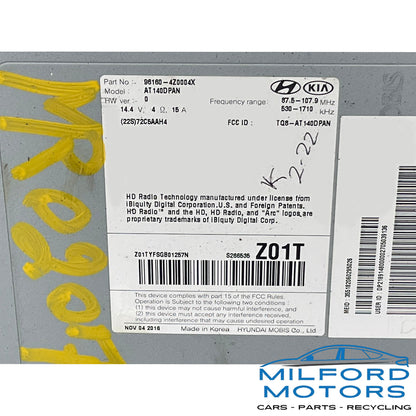 Part No : 96160-4Z0004X
Model : AT140DPAN
HW ver : 0
14.4 V, 4 Ω, 15 A
(22S)72C5AAH4
HYUNDAI KIA
Frequency range: 87.5-107.9 MHz
530-1710 kHz
FCC ID : TQ8-AT140DPAN
K
2-22
HD Radio Technology manufactured under license from
iBiquity Digital Corporation.U.S. and Foreign Patents.
HD Radio™ and the HD, HD Radio, and "Arc" logos,are
proprietary trademarks of iBiquity Digital Corp.
Z01TYFSGB01257N
S266535
Z01T
This device complies with part 15 of the FCC Rules.
Operation is Subject to the following two conditions :
(1) this device may not cause harmful interference, and
(2) this device must accept any interference received,
including interference that may cause undesired operation.
NOV 04 2016
Made in Korea
HYUNDAI MOBIS Co.,Ltd
MILFORD
MOTORS
CARS - PARTS - RECYCLING